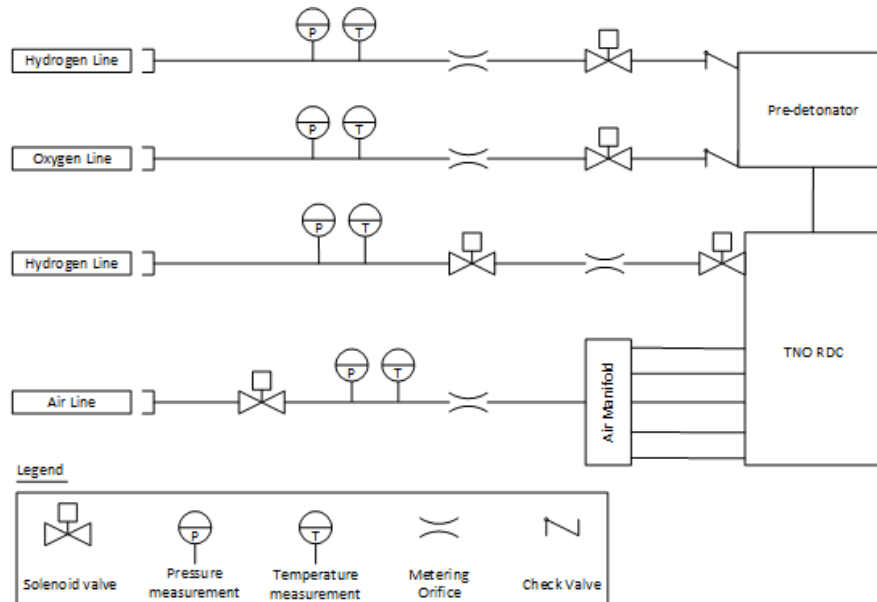 P
T
Hydrogen Line
Pre-detonator
P
T
Oxygen Line
P
T
Hydrogen Line
TNO RDC
P
T
Air Line
Air Manifold
Legend
P
T
Solenoid valve
Pressure
measurement
Temperature
measurement
Metering
Orifice
Check Valve